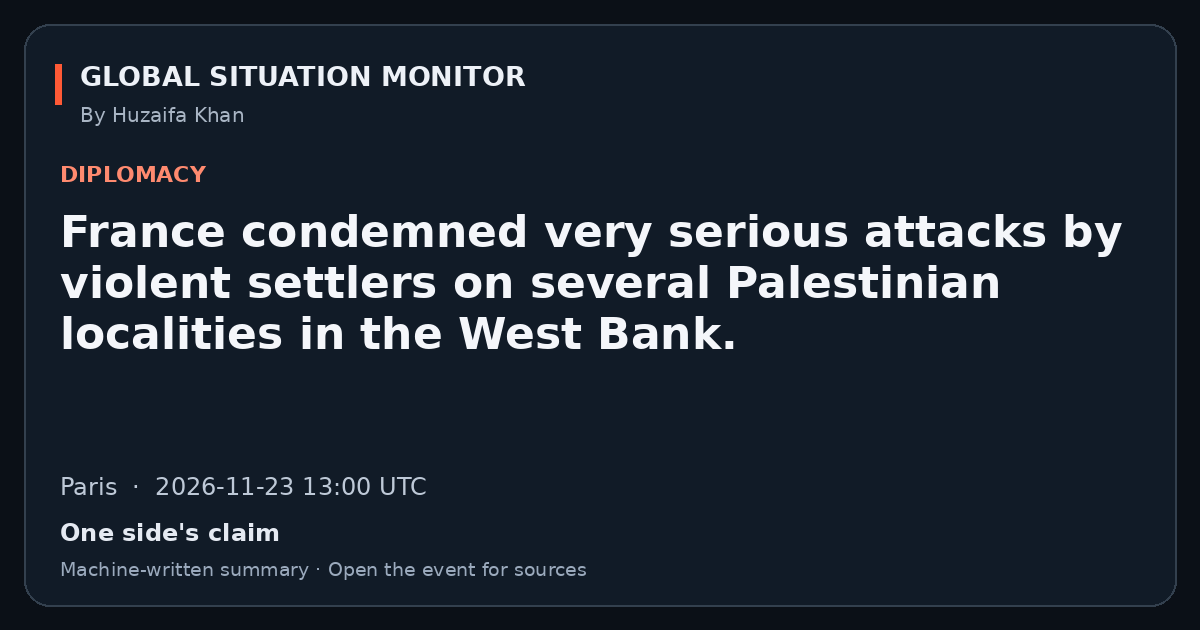 GLOBAL SITUATION MONITOR
By Huzaifa Khan
DIPLOMACY
France condemned very serious attacks by
violent settlers on several Palestinian
localities in the West Bank.
Paris · 2026-11-23 13:00 UTC
One side's claim
Machine-written summary · Open the event for sources